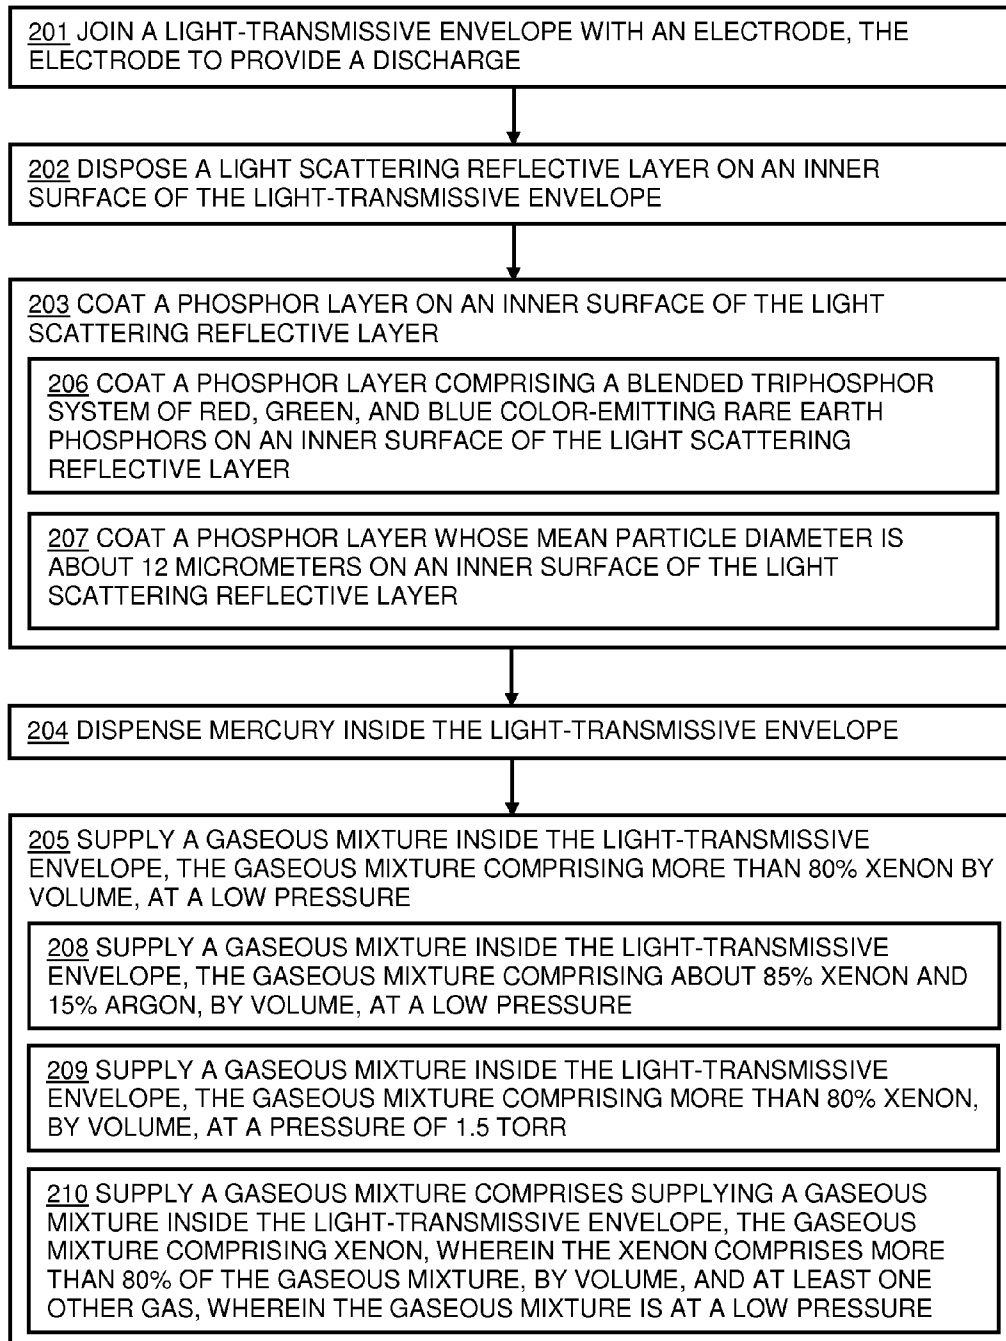 201 JOIN A LIGHT-TRANSMISSIVE ENVELOPE WITH AN ELECTRODE, THE
ELECTRODE TO PROVIDE A DISCHARGE
202 DISPOSE A LIGHT SCATTERING REFLECTIVE LAYER ON AN INNER
SURFACE OF THE LIGHT-TRANSMISSIVE ENVELOPE
203 COAT A PHOSPHOR LAYER ON AN INNER SURFACE OF THE LIGHT
SCATTERING REFLECTIVE LAYER
206 COAT A PHOSPHOR LAYER COMPRISING A BLENDED TRIPHOSPHOR
SYSTEM OF RED, GREEN, AND BLUE COLOR-EMITTING RARE EARTH
PHOSPHORS ON AN INNER SURFACE OF THE LIGHT SCATTERING
REFLECTIVE LAYER
207 COAT A PHOSPHOR LAYER WHOSE MEAN PARTICLE DIAMETER IS
ABOUT 12 MICROMETERS ON AN INNER SURFACE OF THE LIGHT
SCATTERING REFLECTIVE LAYER
204 DISPENSE MERCURY INSIDE THE LIGHT-TRANSMISSIVE ENVELOPE
205 SUPPLY A GASEOUS MIXTURE INSIDE THE LIGHT-TRANSMISSIVE
ENVELOPE, THE GASEOUS MIXTURE COMPRISING MORE THAN 80% XENON BY
VOLUME, AT A LOW PRESSURE
208 SUPPLY A GASEOUS MIXTURE INSIDE THE LIGHT-TRANSMISSIVE
ENVELOPE, THE GASEOUS MIXTURE COMPRISING ABOUT 85% XENON AND
15% ARGON, BY VOLUME, AT A LOW PRESSURE
209 SUPPLY A GASEOUS MIXTURE INSIDE THE LIGHT-TRANSMISSIVE
ENVELOPE, THE GASEOUS MIXTURE COMPRISING MORE THAN 80% XENON,
BY VOLUME, AT A PRESSURE OF 1.5 TORR
210 SUPPLY A GASEOUS MIXTURE COMPRISES SUPPLYING A GASEOUS
MIXTURE INSIDE THE LIGHT-TRANSMISSIVE ENVELOPE, THE GASEOUS
MIXTURE COMPRISING XENON, WHEREIN THE XENON COMPRISES MORE
THAN 80% OF THE GASEOUS MIXTURE, BY VOLUME, AND AT LEAST ONE
OTHER GAS, WHEREIN THE GASEOUS MIXTURE IS AT A LOW PRESSURE